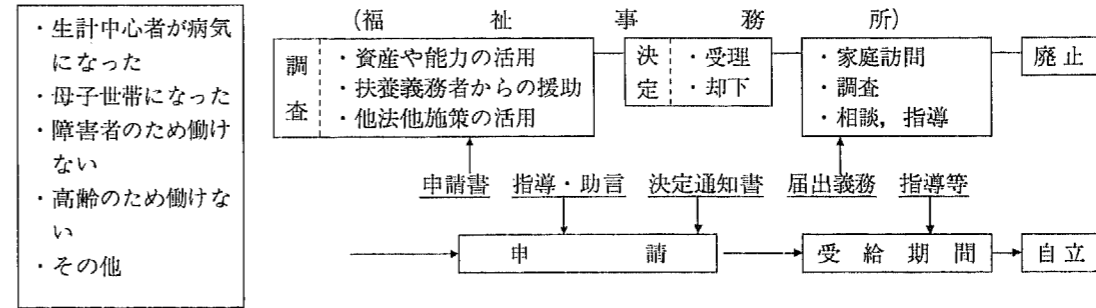 ・生計中心者が病気
になった
・母子世帯になった
・障害者のため働け
ない
・高齢のため働けな
い
・その他
(福祉事務所)
調査
・資産や能力の活用
・扶養義務者からの援助
・他法他施策の活用
決定
・受理
・却下
・家庭訪問
・調査
・相談，指導
廃止
申請書 指導・助言 決定通知書 届出義務 指導等
申請
受給期間
自立